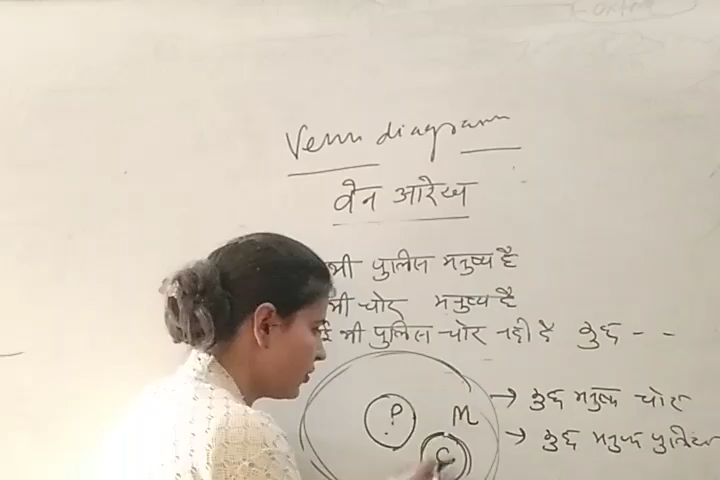 Venn diagram
वेन आरेख
भी पुलिस मनुष्य है
भी चोर मनुष्य है
भी पुलिस चोर नही है कुछ - -
P
M
C
→ कुछ मनुष्य चोर
→ कुछ मनुष्य पुलिस